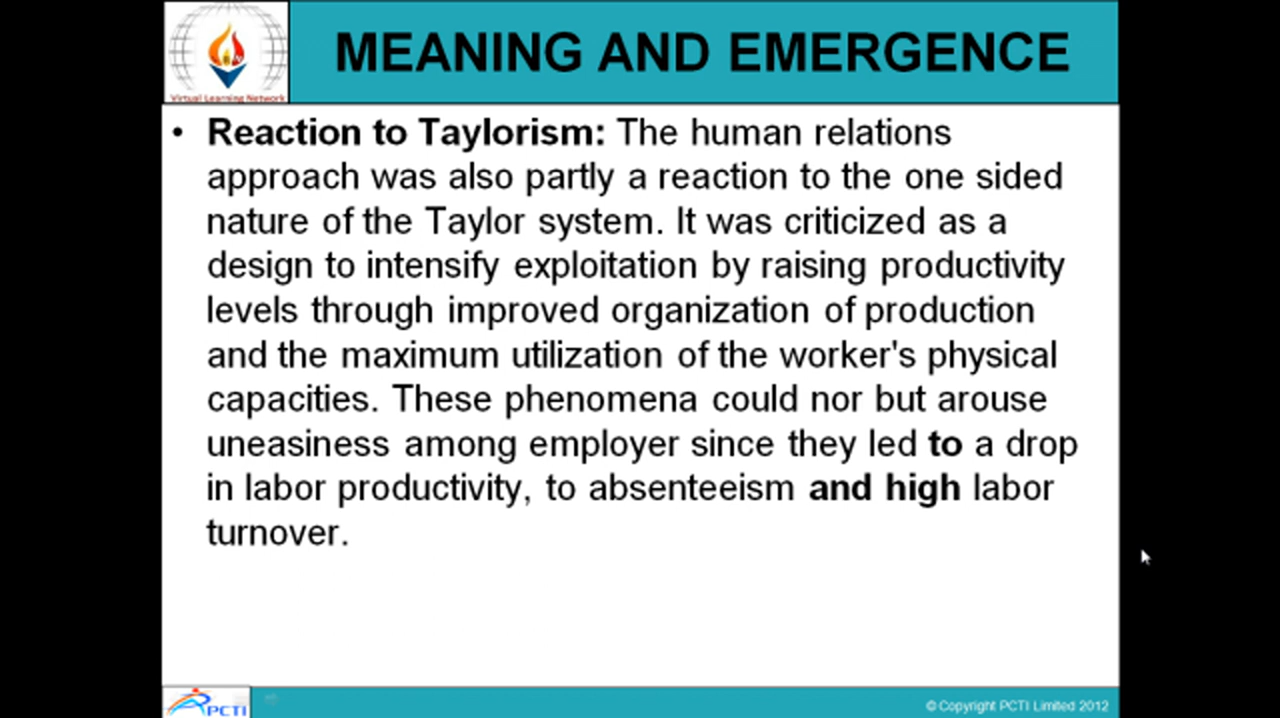 Virtual Learning Network
MEANING AND EMERGENCE
• Reaction to Taylorism: The human relations
approach was also partly a reaction to the one sided
nature of the Taylor system. It was criticized as a
design to intensify exploitation by raising productivity
levels through improved organization of production
and the maximum utilization of the worker's physical
capacities. These phenomena could nor but arouse
uneasiness among employer since they led to a drop
in labor productivity, to absenteeism and high labor
turnover.
PCTI
© Copyright PCTI Limited 2012